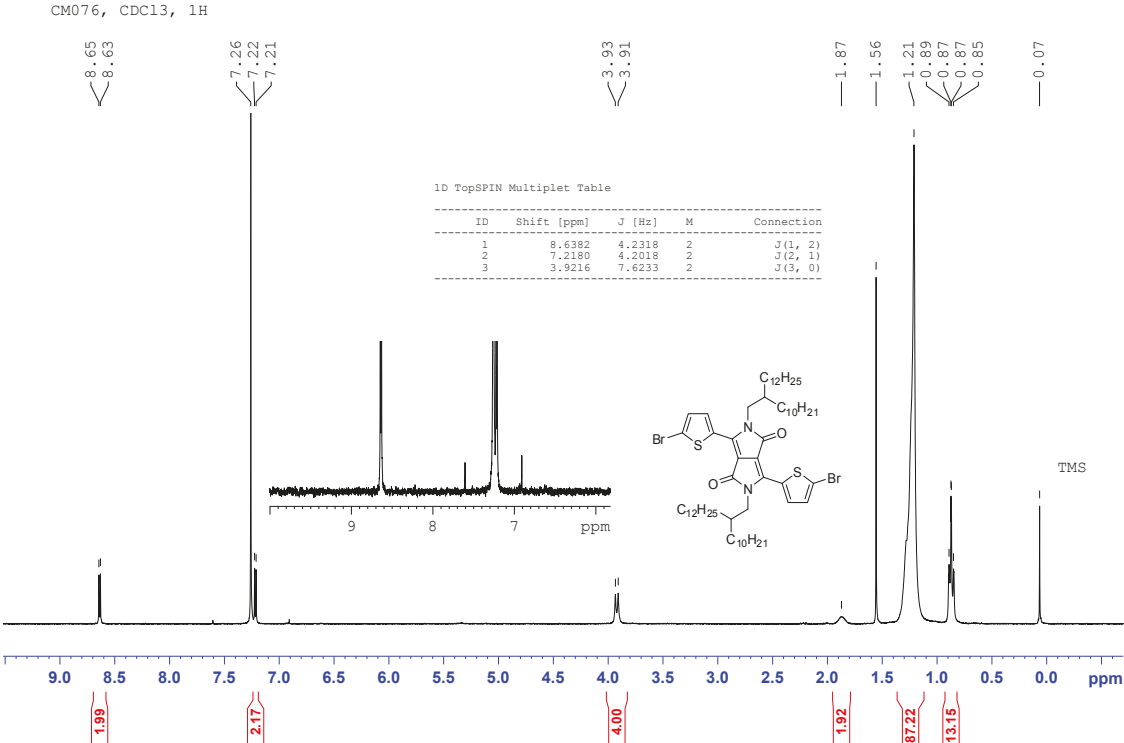 CM076, CDCl3, 1H
8.65
8.63
7.26
7.22
7.21
3.93
3.91
1.87
1.56
1.21
0.89
0.87
0.87
0.85
0.07
1D TopSPIN Multiplet Table
ID Shift [ppm] J [Hz] M Connection
1 8.6382 4.2318 2 J(1, 2)
2 7.2180 4.2018 2 J(2, 1)
3 3.9216 7.6233 2 J(3, 0)
C12H25
C10H21
Br
S
N
O
O
N
S
Br
C12H25
C10H21
TMS
9 8 7 ppm
9.0 8.5 8.0 7.5 7.0 6.5 6.0 5.5 5.0 4.5 4.0 3.5 3.0 2.5 2.0 1.5 1.0 0.5 0.0 ppm
1.99
2.17
4.00
1.92
87.22
13.15